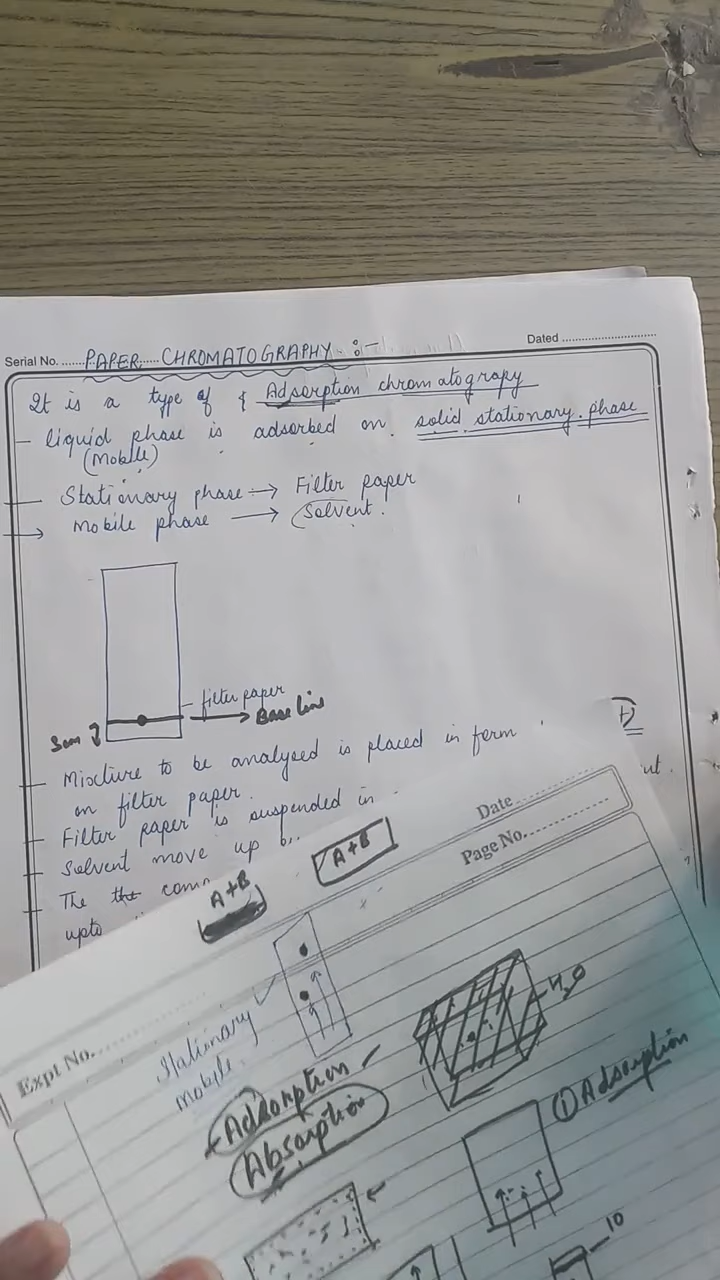 Serial No. ....... PAPER ..... CHROMATOGRAPHY :-
Dated ..............................
It is a type of Adsorption chromatograpy
- liquid phase is adsorbed on solid stationary phase
(Mobile)
- Stationary phase → Filter paper
→ Mobile phase → Solvent.
filter paper
Base line
- Mixture to be analysed is placed in form
on filter paper.
- Filter paper is suspended in
- Solvent move up
- The the com
upto
Date ....................
Page No. ....................
A+B
A+B
Expt No. ....................
Stationary
mobile
H₂O
Adsorption
Absorption
① Adsorption
10